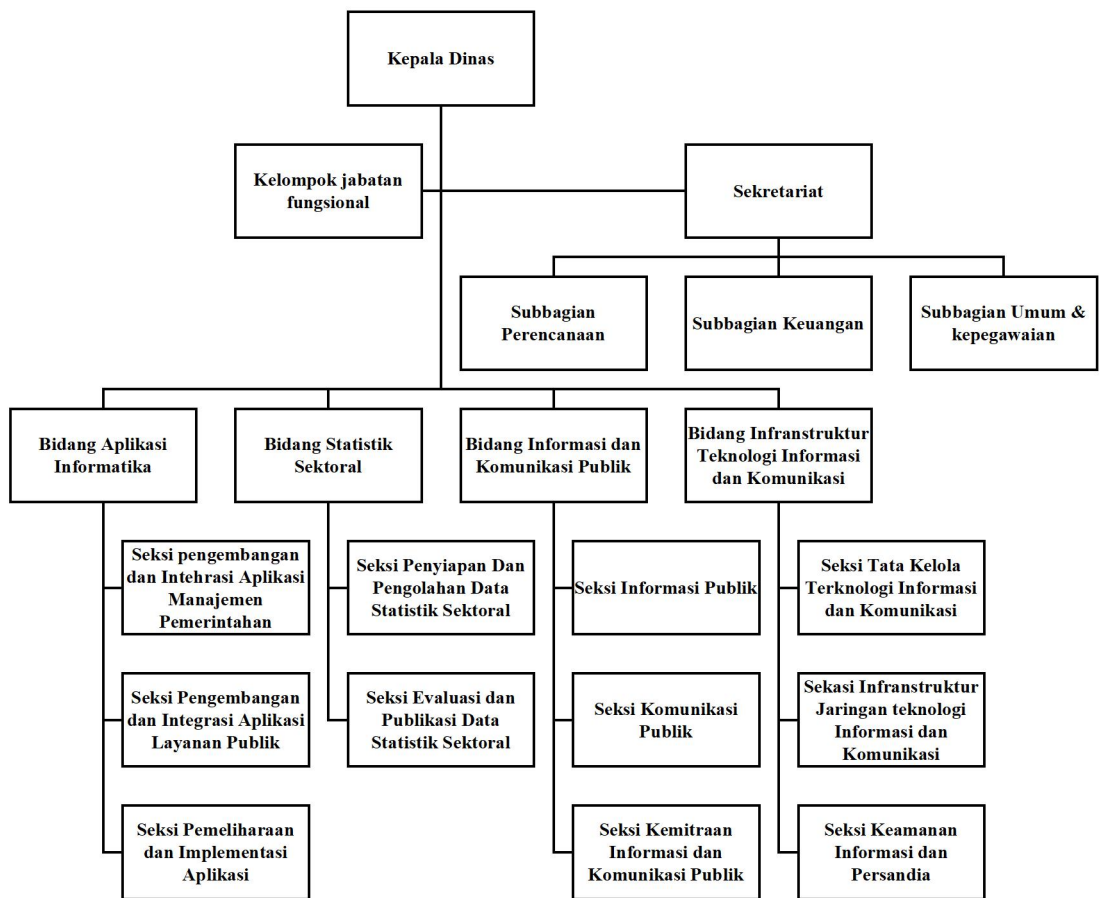 Kepala Dinas
Kelompok jabatan
fungsional
Sekretariat
Subbagian
Perencanaan
Subbagian Keuangan
Subbagian Umum &
kepegawaian
Bidang Aplikasi
Informatika
Bidang Statistik
Sektoral
Bidang Informasi dan
Komunikasi Publik
Bidang Infranstruktur
Teknologi Informasi
dan Komunikasi
Seksi pengembangan
dan Intehrasi Aplikasi
Manajemen
Pemerintahan
Seksi Penyiapan Dan
Pengolahan Data
Statistik Sektoral
Seksi Informasi Publik
Seksi Tata Kelola
Terknologi Informasi
dan Komunikasi
Seksi Pengembangan
dan Integrasi Aplikasi
Layanan Publik
Seksi Evaluasi dan
Publikasi Data
Statistik Sektoral
Seksi Komunikasi
Publik
Sekasi Infranstruktur
Jaringan teknologi
Informasi dan
Komunikasi
Seksi Pemeliharaan
dan Implementasi
Aplikasi
Seksi Kemitraan
Informasi dan
Komunikasi Publik
Seksi Keamanan
Informasi dan
Persandia